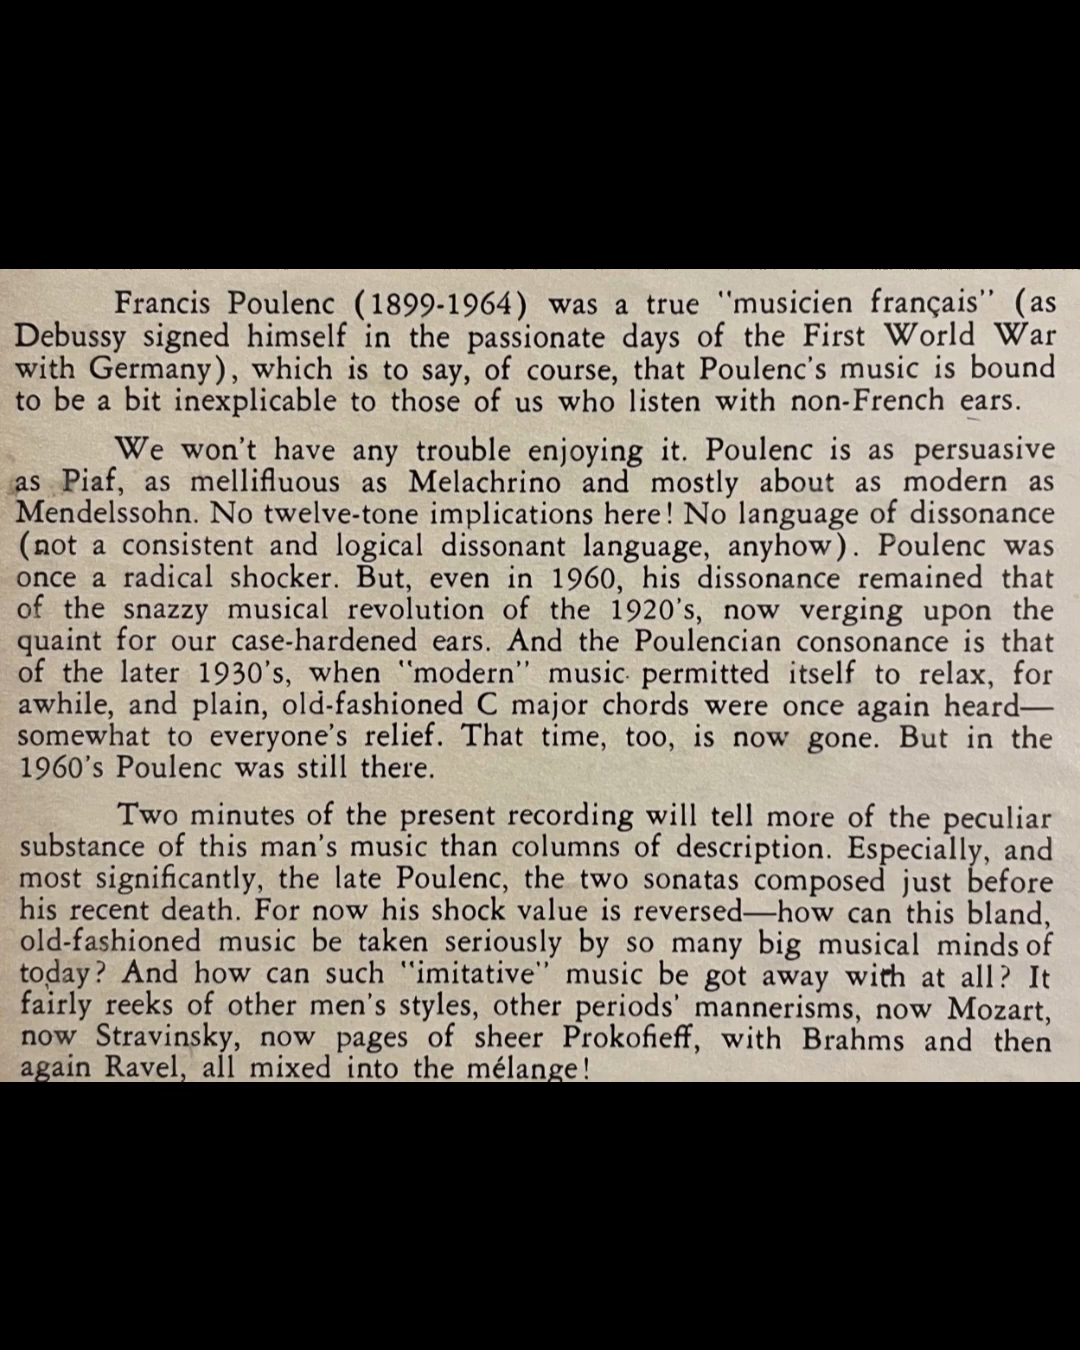 Francis Poulenc (1899-1964) was a true "musicien français" (as
Debussy signed himself in the passionate days of the First World War
with Germany), which is to say, of course, that Poulenc's music is bound
to be a bit inexplicable to those of us who listen with non-French ears.
We won't have any trouble enjoying it. Poulenc is as persuasive
as Piaf, as mellifluous as Melachrino and mostly about as modern as
Mendelssohn. No twelve-tone implications here! No language of dissonance
(not a consistent and logical dissonant language, anyhow). Poulenc was
once a radical shocker. But, even in 1960, his dissonance remained that
of the snazzy musical revolution of the 1920's, now verging upon the
quaint for our case-hardened ears. And the Poulencian consonance is that
of the later 1930's, when "modern" music permitted itself to relax, for
awhile, and plain, old-fashioned C major chords were once again heard—
somewhat to everyone's relief. That time, too, is now gone. But in the
1960's Poulenc was still there.
Two minutes of the present recording will tell more of the peculiar
substance of this man's music than columns of description. Especially, and
most significantly, the late Poulenc, the two sonatas composed just before
his recent death. For now his shock value is reversed—how can this bland,
old-fashioned music be taken seriously by so many big musical minds of
today? And how can such "imitative" music be got away with at all? It
fairly reeks of other men's styles, other periods' mannerisms, now Mozart,
now Stravinsky, now pages of sheer Prokofieff, with Brahms and then
again Ravel, all mixed into the mélange!